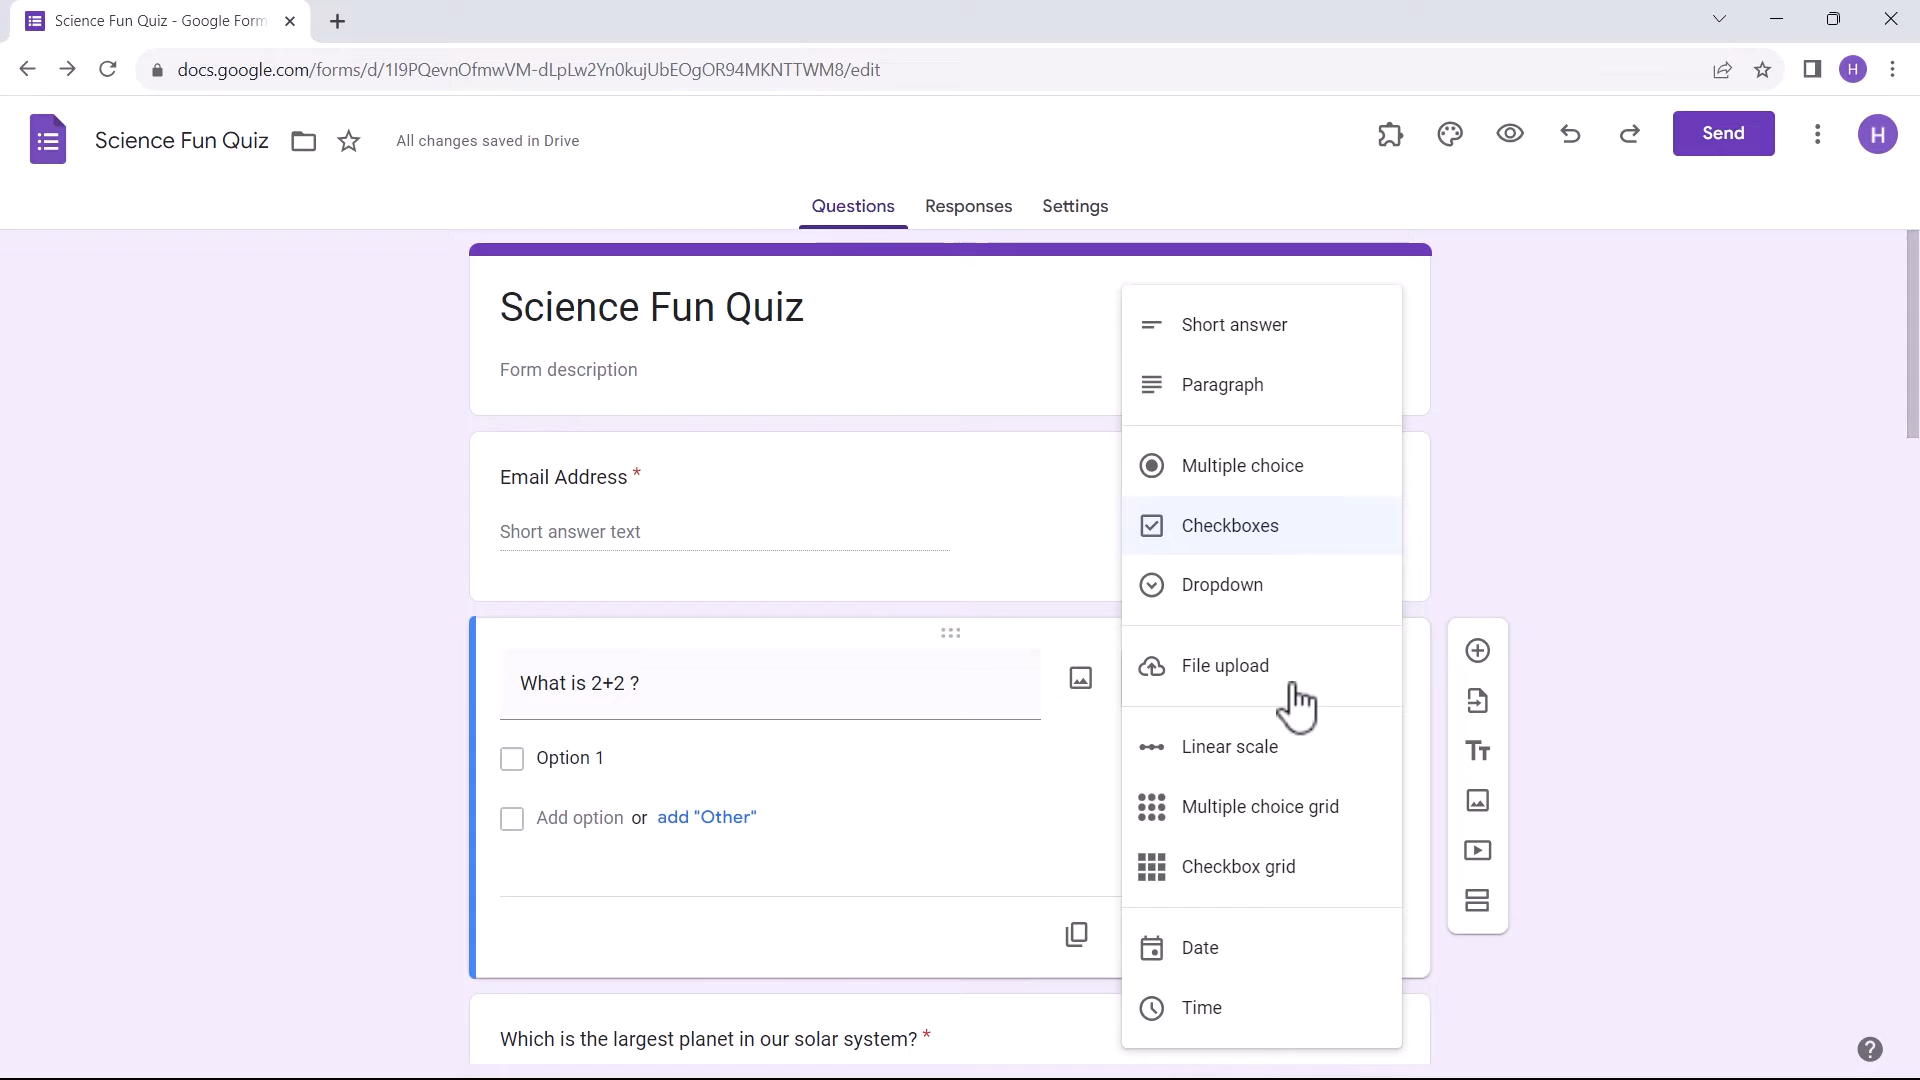 Science Fun Quiz - Google Form
docs.google.com/forms/d/1I9PQevnOfmwVM-dLpLw2Yn0kujUbEOgOR94MKNTTWM8/edit
H
Science Fun Quiz
All changes saved in Drive
Send
H
Questions
Responses
Settings
Science Fun Quiz
Form description
Email Address *
Short answer text
What is 2+2 ?
Option 1
Add option or add "Other"
Which is the largest planet in our solar system? *
Short answer
Paragraph
Multiple choice
Checkboxes
Dropdown
File upload
Linear scale
Multiple choice grid
Checkbox grid
Date
Time
Tт